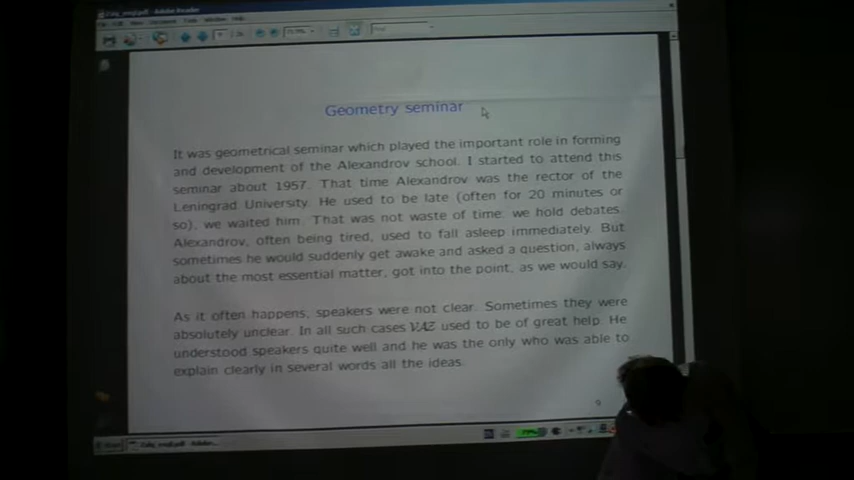 Geometry seminar
It was geometrical seminar which played the important role in forming
and development of the Alexandrov school. I started to attend this
seminar about 1957. That time Alexandrov was the rector of the
Leningrad University. He used to be late (often for 20 minutes or
so), we waited him. That was not waste of time: we hold debates.
Alexandrov, often being tired, used to fall asleep immediately. But
sometimes he would suddenly get awake and asked a question, always
about the most essential matter, got into the point, as we would say.
As it often happens, speakers were not clear. Sometimes they were
absolutely unclear. In all such cases VAZ used to be of great help. He
understood speakers quite well and he was the only who was able to
explain clearly in several words all the ideas.
9